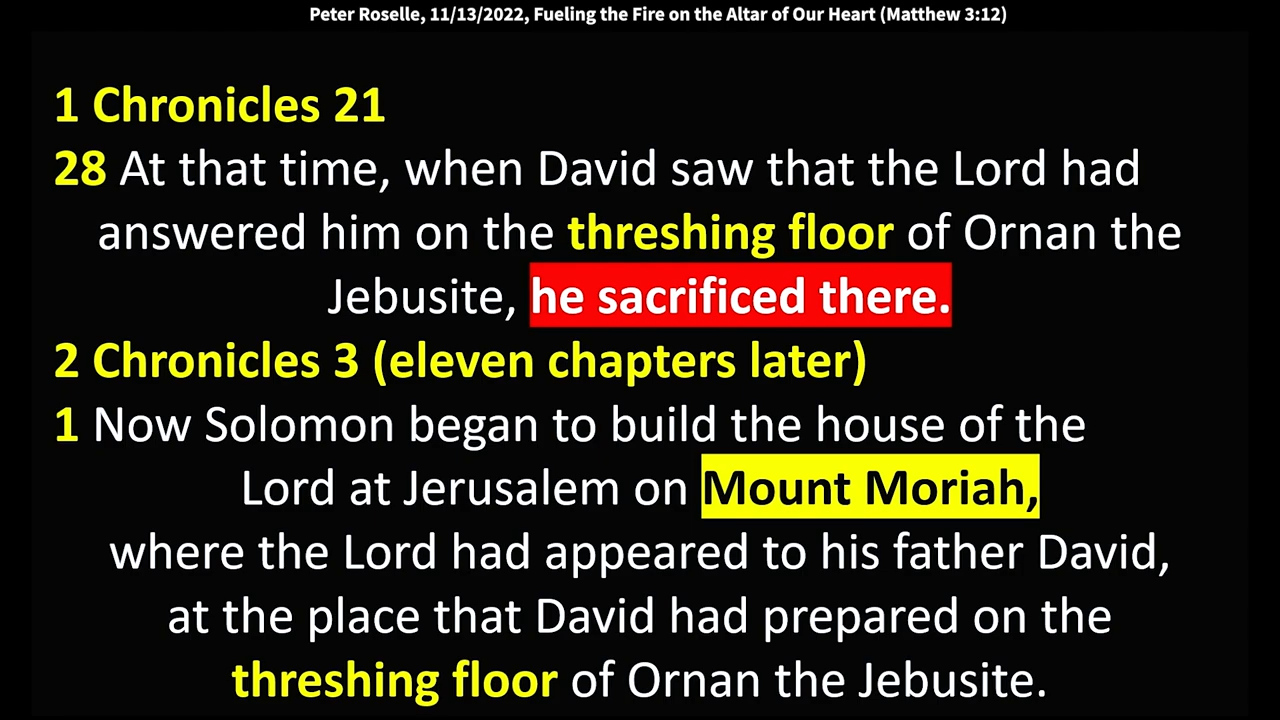 Peter Roselle, 11/13/2022, Fueling the Fire on the Altar of Our Heart (Matthew 3:12)
1 Chronicles 21
28 At that time, when David saw that the Lord had
answered him on the threshing floor of Ornan the
Jebusite, he sacrificed there.
2 Chronicles 3 (eleven chapters later)
1 Now Solomon began to build the house of the
Lord at Jerusalem on Mount Moriah,
where the Lord had appeared to his father David,
at the place that David had prepared on the
threshing floor of Ornan the Jebusite.